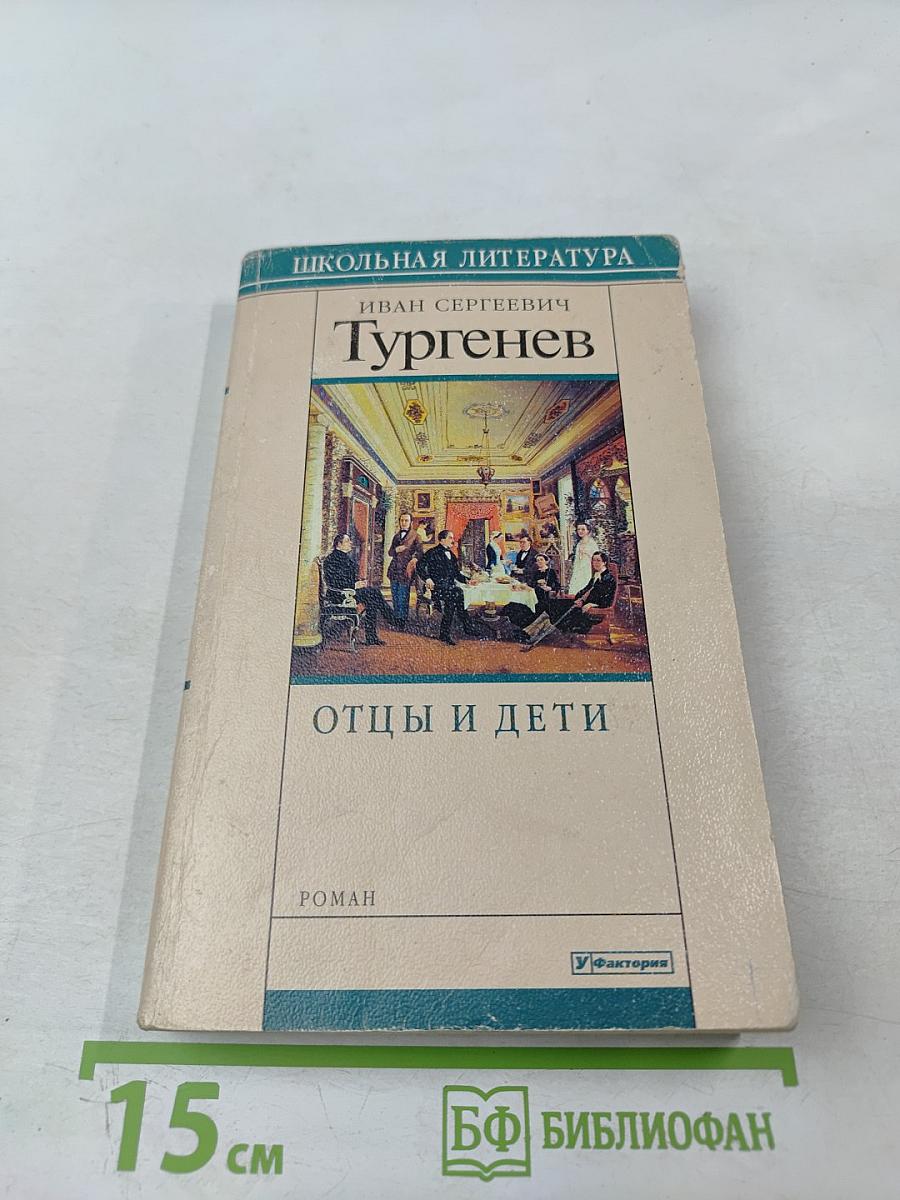 ШКОЛЬНАЯ ЛИТЕРАТУРА
ИВАН СЕРГЕЕВИЧ
Тургенев
ОТЦЫ И ДЕТИ
РОМАН
У Фактория
15 см
БФ БИБЛИОФАН